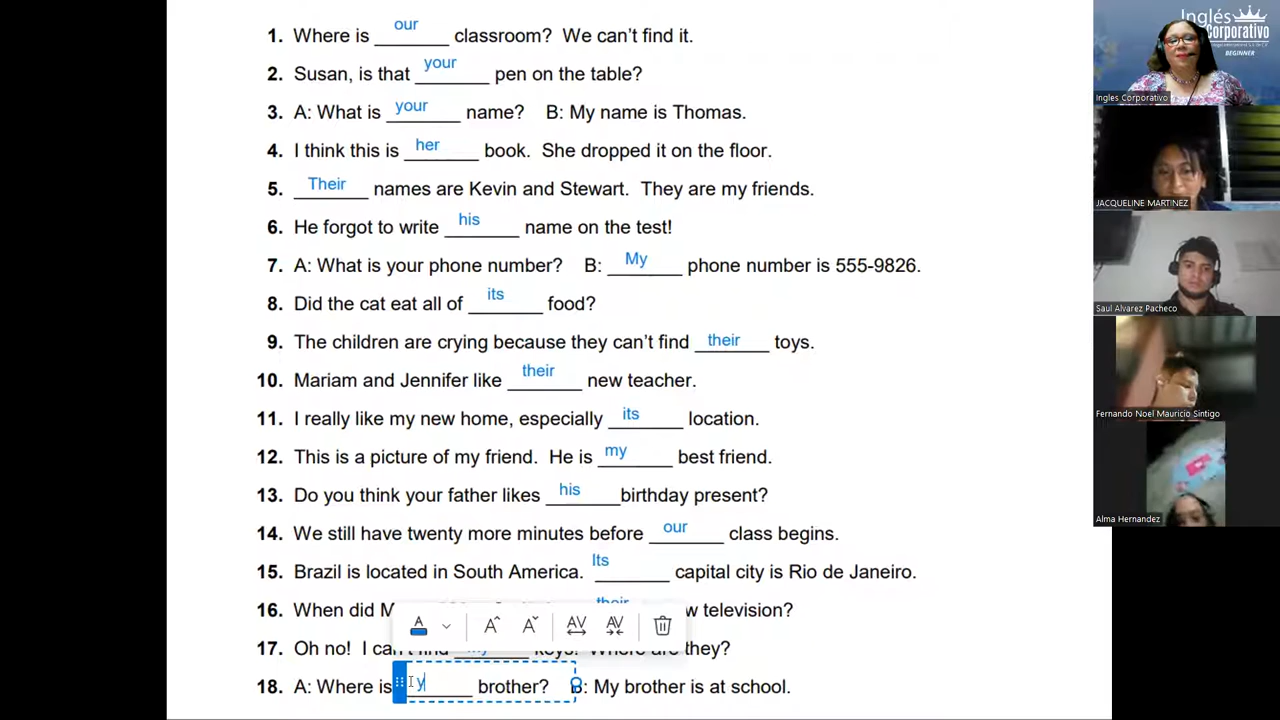 1. Where is our classroom? We can't find it.
2. Susan, is that your pen on the table?
3. A: What is your name? B: My name is Thomas.
4. I think this is her book. She dropped it on the floor.
5. Their names are Kevin and Stewart. They are my friends.
6. He forgot to write his name on the test!
7. A: What is your phone number? B: My phone number is 555-9826.
8. Did the cat eat all of its food?
9. The children are crying because they can't find their toys.
10. Mariam and Jennifer like their new teacher.
11. I really like my new home, especially its location.
12. This is a picture of my friend. He is my best friend.
13. Do you think your father likes his birthday present?
14. We still have twenty more minutes before our class begins.
15. Brazil is located in South America. Its capital city is Rio de Janeiro.
16. When did their television?
17. Oh no! I can't find my keys! Where are they?
18. A: Where is y brother? B: My brother is at school.
Inglés
Corporativo
BEGINNER
Ingles Corporativo
JACQUELINE MARTINEZ
Saul Alvarez Pacheco
Fernando Noel Mauricio Sintigo
Alma Hernandez